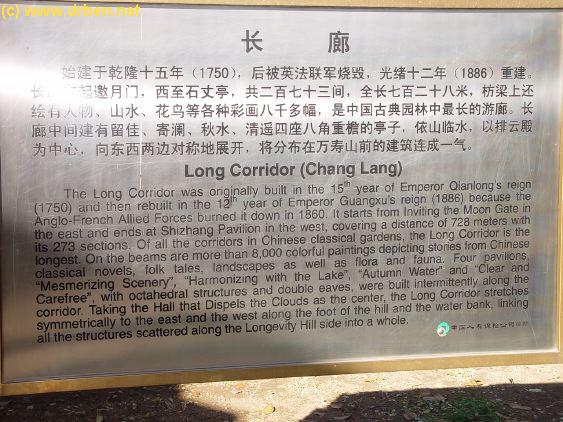 (c) www.drben.net
长 廊
始建于乾隆十五年（1750），后被英法联军烧毁，光绪十二年（1886）重建。
长 起邀月门，西至石丈亭，共二百七十三间，全长七百二十八米，枋梁上还
绘有人物、山水、花鸟等各种彩画八千多幅，是中国古典园林中最长的游廊。长
廊中间建有留佳、寄澜、秋水、清遥四座八角重檐的亭子，依山临水，以排云殿
为中心，向东西两边对称地展开，将分布在万寿山前的建筑连成一气。
Long Corridor (Chang Lang)
The Long Corridor was originally built in the 15th year of Emperor Qianlong's reign
(1750) and then rebuilt in the 12th year of Emperor Guangxu's reign (1886) because the
Anglo-French Allied Forces burned it down in 1860. It starts from Inviting the Moon Gate in
the east and ends at Shizhang Pavilion in the west, covering a distance of 728 meters with
its 273 sections. Of all the corridors in Chinese classical gardens, the Long Corridor is the
longest. On the beams are more than 8,000 colorful paintings depicting stories from Chinese
classical novels, folk tales, landscapes as well as flora and fauna. Four pavilions,
"Mesmerizing Scenery", "Harmonizing with the Lake", "Autumn Water" and "Clear and
Carefree", with octahedral structures and double eaves, were built intermittently along the
corridor. Taking the Hall that Dispels the Clouds as the center, the Long Corridor stretches
symmetrically to the east and the west along the foot of the hill and the water bank, linking
all the structures scattered along the Longevity Hill side into a whole.